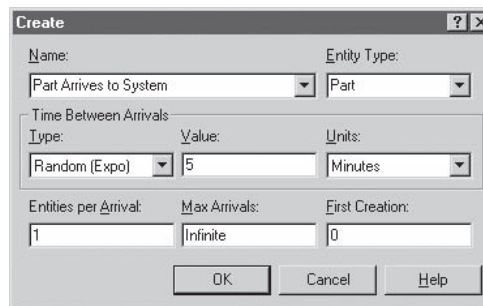 Create
Name: Entity Type:
Part Arrives to System Part
Time Between Arrivals
Type: Value: Units:
Random (Expo) 5 Minutes
Entities per Arrival: Max Arrivals: First Creation:
1 Infinite 0
OK Cancel Help